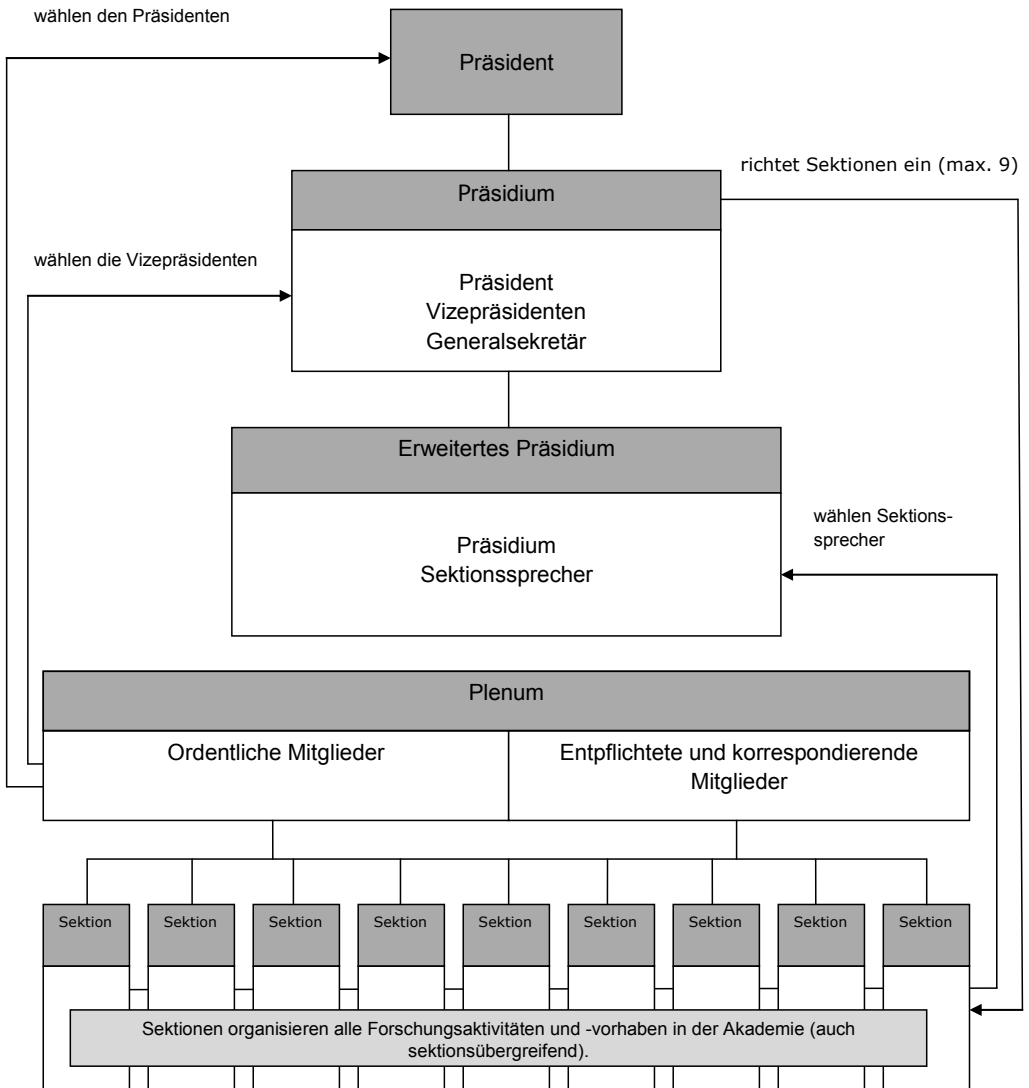 wählen den Präsidenten
Präsident
richtet Sektionen ein (max. 9)
Präsidium
wählen die Vizepräsidenten
Präsident
Vizepräsidenten
Generalsekretär
Erweitertes Präsidium
wählen Sektions-
sprecher
Präsidium
Sektionssprecher
Plenum
Ordentliche Mitglieder
Entpflichtete und korrespondierende
Mitglieder
Sektion
Sektion
Sektion
Sektion
Sektion
Sektion
Sektion
Sektion
Sektion
Sektionen organisieren alle Forschungsaktivitäten und -vorhaben in der Akademie (auch
sektionsübergreifend).